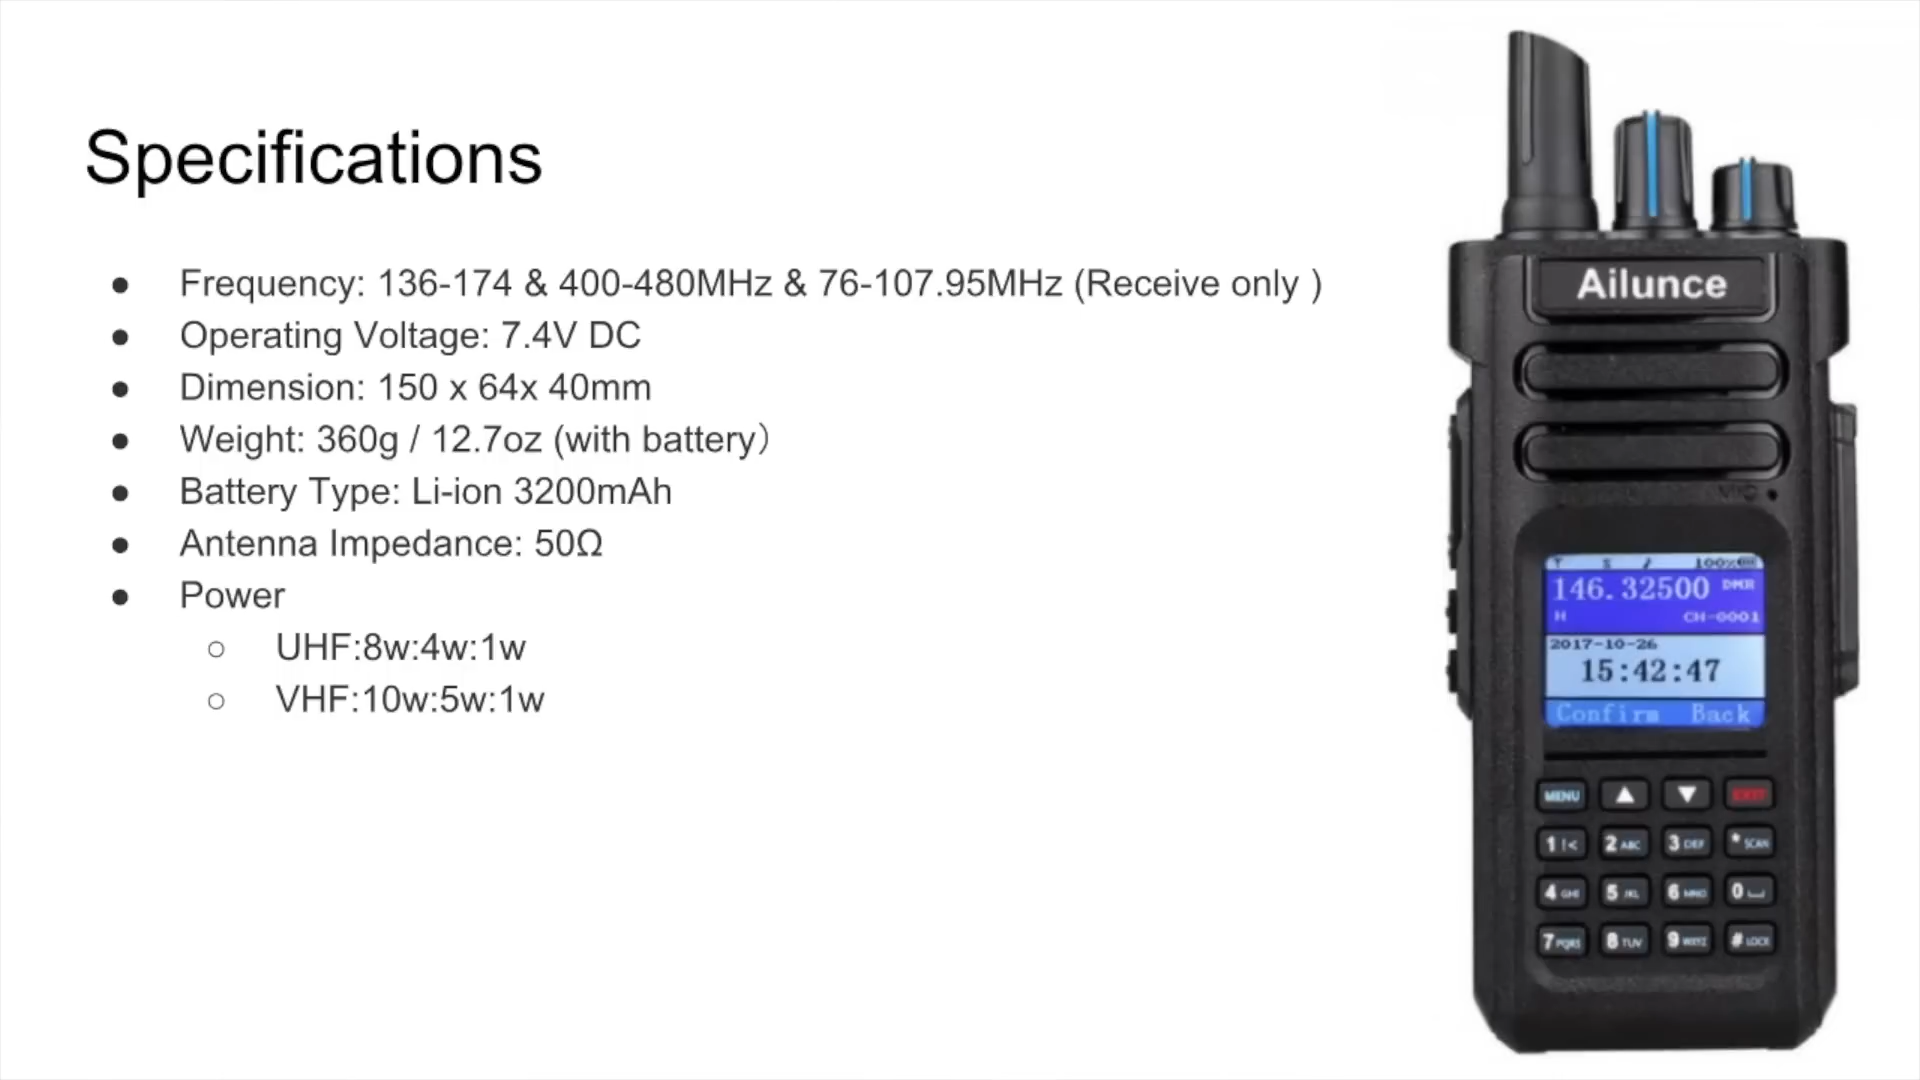 Specifications
● Frequency: 136-174 & 400-480MHz & 76-107.95MHz (Receive only )
● Operating Voltage: 7.4V DC
● Dimension: 150 x 64x 40mm
● Weight: 360g / 12.7oz (with battery）
● Battery Type: Li-ion 3200mAh
● Antenna Impedance: 50Ω
● Power
○ UHF:8w:4w:1w
○ VHF:10w:5w:1w
Ailunce
100%
146.32500 DMR
H CH-0001
2017-10-26
15:42:47
Confirm Back
MENU ▲ ▼ EXIT
1 !< 2 ABC 3 DEF * SCAN
4 GHI 5 JKL 6 MNO 0
7 PQRS 8 TUV 9 WXYZ # LOCK